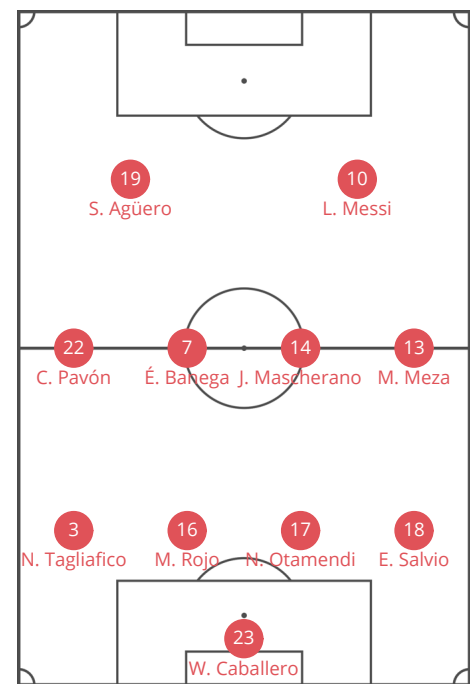 19
S. Agüero
10
L. Messi
22
C. Pavón
7
É. Banega
14
J. Mascherano
13
M. Meza
3
N. Tagliafico
16
M. Rojo
17
N. Otamendi
18
E. Salvio
23
W. Caballero